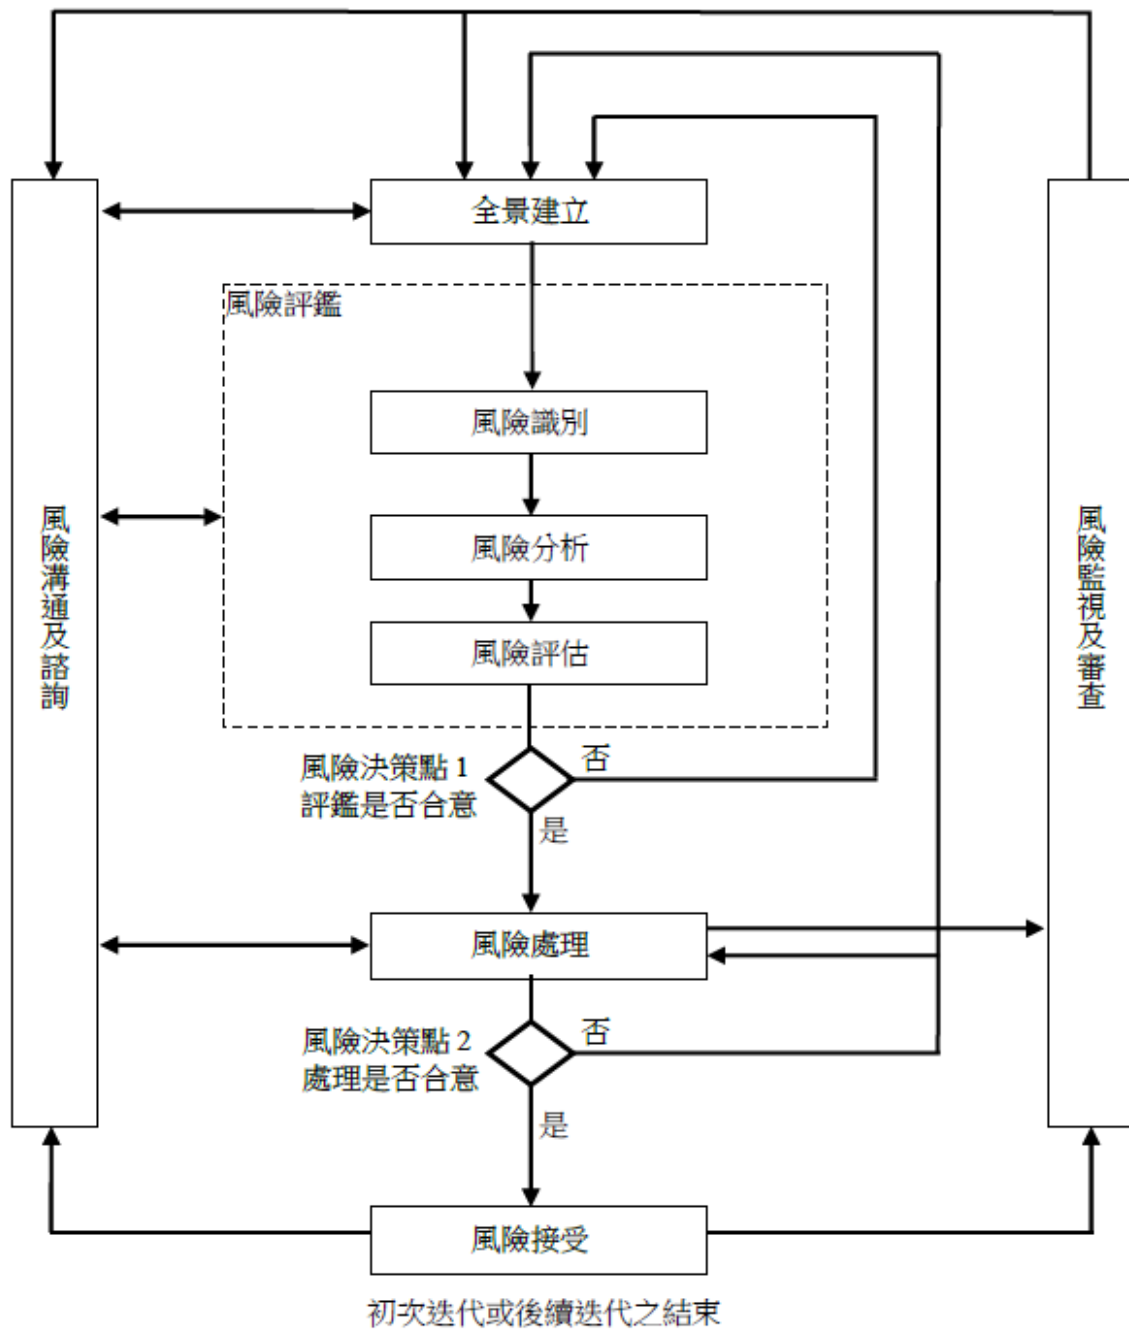 全景建立
風險評鑑
風險識別
風險分析
風險評估
風險溝通及諮詢
風險監視及審查
風險決策點 1
評鑑是否合意
否
是
風險處理
風險決策點 2
處理是否合意
否
是
風險接受
初次迭代或後續迭代之結束